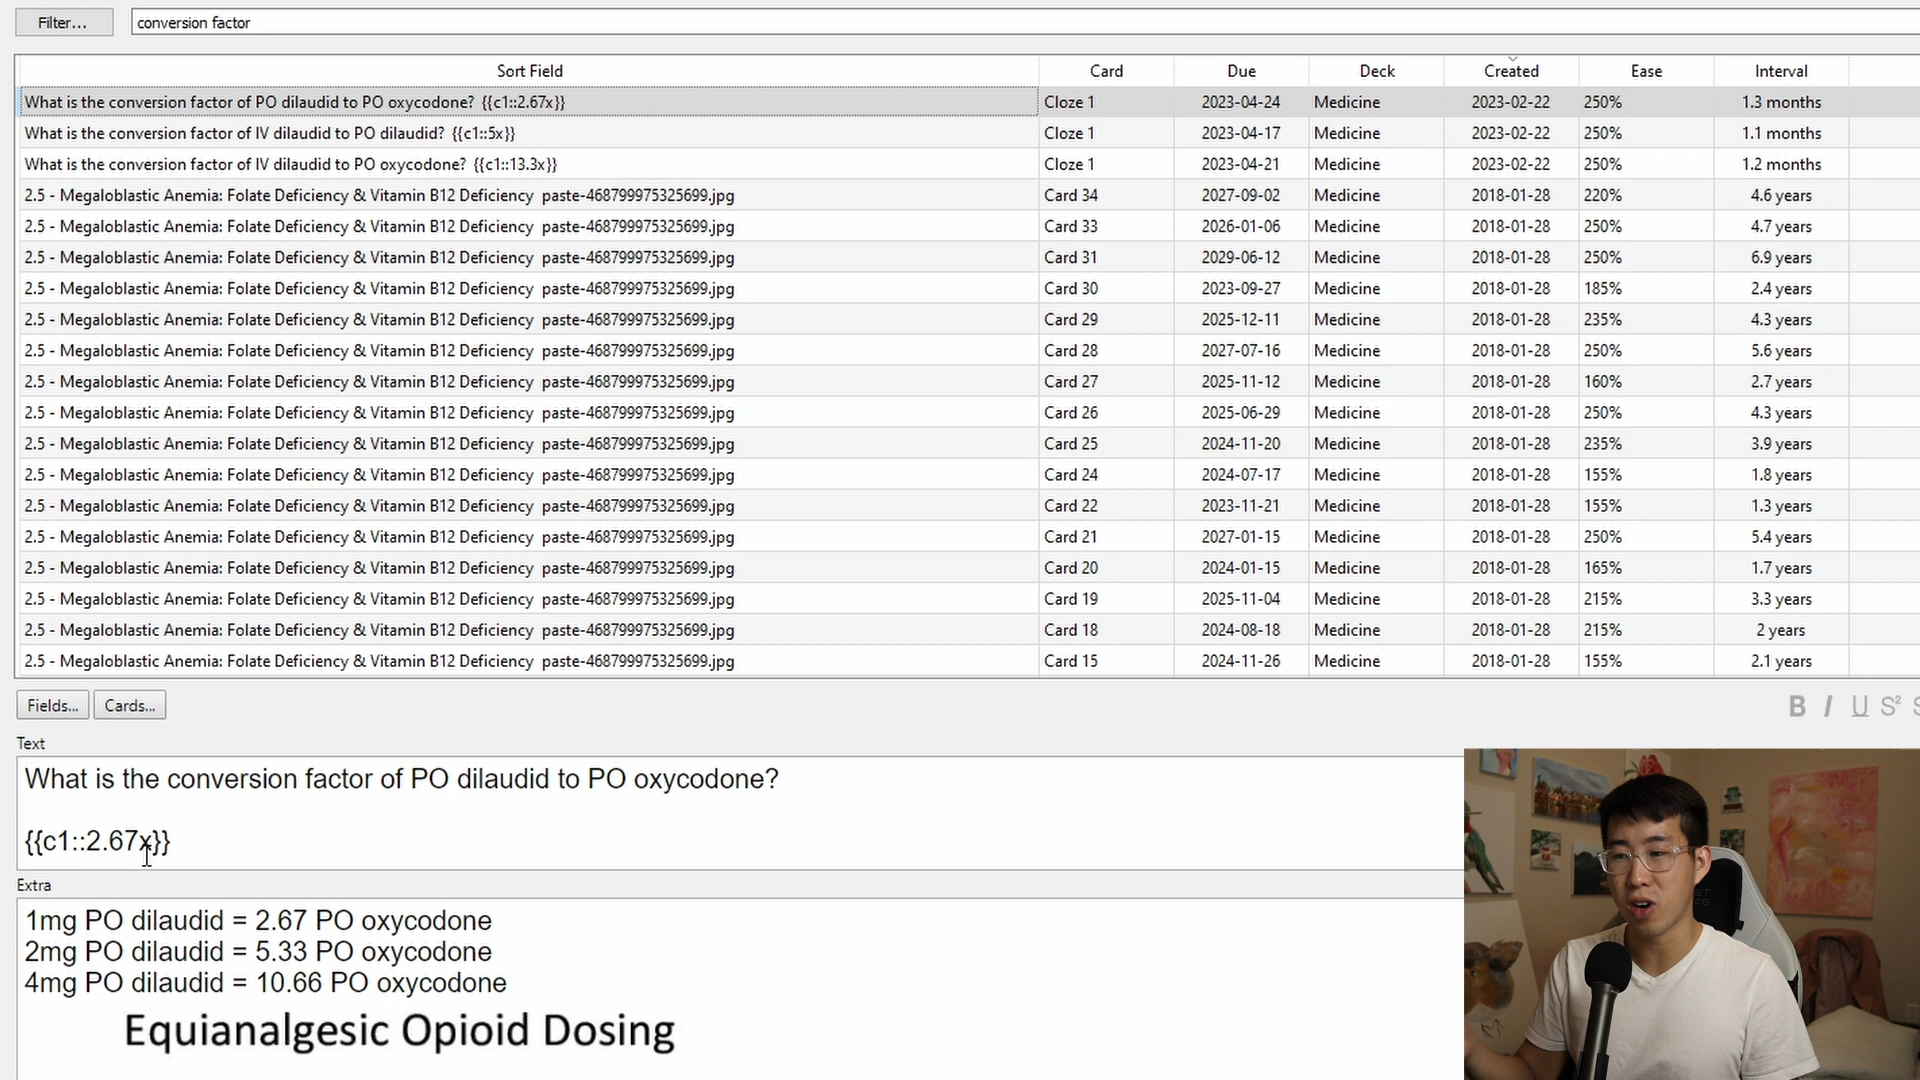 Filter... conversion factor
Sort Field Card Due Deck Created Ease Interval
What is the conversion factor of PO dilaudid to PO oxycodone? {{c1::2.67x}} Cloze 1 2023-04-24 Medicine 2023-02-22 250% 1.3 months
What is the conversion factor of IV dilaudid to PO dilaudid? {{c1::5x}} Cloze 1 2023-04-17 Medicine 2023-02-22 250% 1.1 months
What is the conversion factor of IV dilaudid to PO oxycodone? {{c1::13.3x}} Cloze 1 2023-04-21 Medicine 2023-02-22 250% 1.2 months
2.5 - Megaloblastic Anemia: Folate Deficiency & Vitamin B12 Deficiency paste-468799975325699.jpg Card 34 2027-09-02 Medicine 2018-01-28 220% 4.6 years
2.5 - Megaloblastic Anemia: Folate Deficiency & Vitamin B12 Deficiency paste-468799975325699.jpg Card 33 2026-01-06 Medicine 2018-01-28 250% 4.7 years
2.5 - Megaloblastic Anemia: Folate Deficiency & Vitamin B12 Deficiency paste-468799975325699.jpg Card 31 2029-06-12 Medicine 2018-01-28 250% 6.9 years
2.5 - Megaloblastic Anemia: Folate Deficiency & Vitamin B12 Deficiency paste-468799975325699.jpg Card 30 2023-09-27 Medicine 2018-01-28 185% 2.4 years
2.5 - Megaloblastic Anemia: Folate Deficiency & Vitamin B12 Deficiency paste-468799975325699.jpg Card 29 2025-12-11 Medicine 2018-01-28 235% 4.3 years
2.5 - Megaloblastic Anemia: Folate Deficiency & Vitamin B12 Deficiency paste-468799975325699.jpg Card 28 2027-07-16 Medicine 2018-01-28 250% 5.6 years
2.5 - Megaloblastic Anemia: Folate Deficiency & Vitamin B12 Deficiency paste-468799975325699.jpg Card 27 2025-11-12 Medicine 2018-01-28 160% 2.7 years
2.5 - Megaloblastic Anemia: Folate Deficiency & Vitamin B12 Deficiency paste-468799975325699.jpg Card 26 2025-06-29 Medicine 2018-01-28 250% 4.3 years
2.5 - Megaloblastic Anemia: Folate Deficiency & Vitamin B12 Deficiency paste-468799975325699.jpg Card 25 2024-11-20 Medicine 2018-01-28 235% 3.9 years
2.5 - Megaloblastic Anemia: Folate Deficiency & Vitamin B12 Deficiency paste-468799975325699.jpg Card 24 2024-07-17 Medicine 2018-01-28 155% 1.8 years
2.5 - Megaloblastic Anemia: Folate Deficiency & Vitamin B12 Deficiency paste-468799975325699.jpg Card 22 2023-11-21 Medicine 2018-01-28 155% 1.3 years
2.5 - Megaloblastic Anemia: Folate Deficiency & Vitamin B12 Deficiency paste-468799975325699.jpg Card 21 2027-01-15 Medicine 2018-01-28 250% 5.4 years
2.5 - Megaloblastic Anemia: Folate Deficiency & Vitamin B12 Deficiency paste-468799975325699.jpg Card 20 2024-01-15 Medicine 2018-01-28 165% 1.7 years
2.5 - Megaloblastic Anemia: Folate Deficiency & Vitamin B12 Deficiency paste-468799975325699.jpg Card 19 2025-11-04 Medicine 2018-01-28 215% 3.3 years
2.5 - Megaloblastic Anemia: Folate Deficiency & Vitamin B12 Deficiency paste-468799975325699.jpg Card 18 2024-08-18 Medicine 2018-01-28 215% 2 years
2.5 - Megaloblastic Anemia: Folate Deficiency & Vitamin B12 Deficiency paste-468799975325699.jpg Card 15 2024-11-26 Medicine 2018-01-28 155% 2.1 years
Fields... Cards... B I U S²
Text
What is the conversion factor of PO dilaudid to PO oxycodone?
{{c1::2.67x}}
Extra
1mg PO dilaudid = 2.67 PO oxycodone
2mg PO dilaudid = 5.33 PO oxycodone
4mg PO dilaudid = 10.66 PO oxycodone
Equianalgesic Opioid Dosing